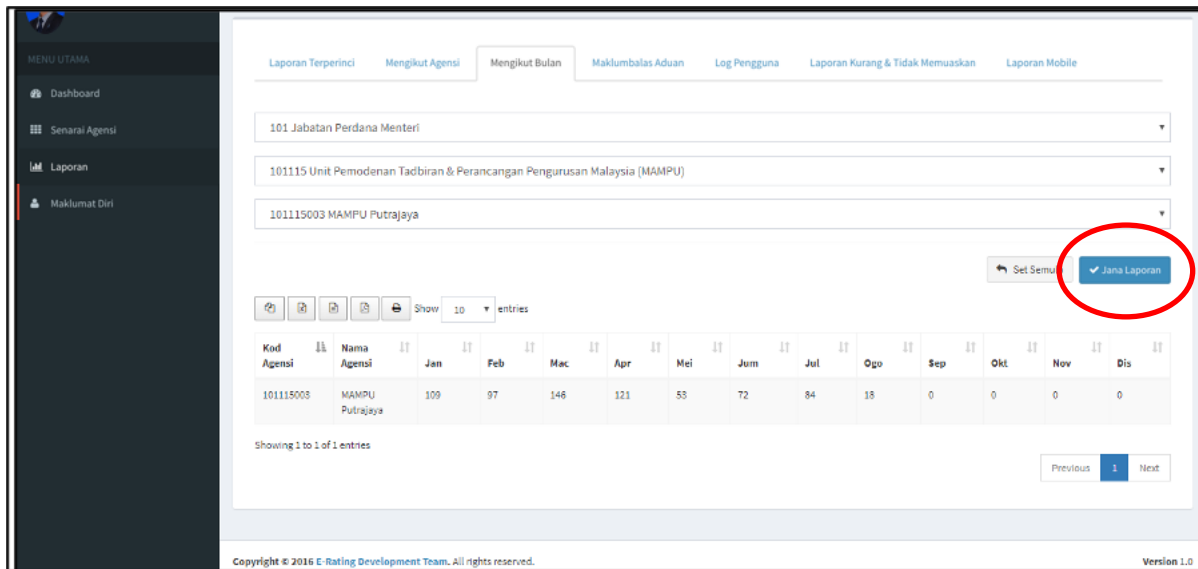 MENU UTAMA
Dashboard
Senarai Agensi
Laporan
Maklumat Diri
Laporan Terperinci Mengikut Agensi Mengikut Bulan Maklumbalas Aduan Log Pengguna Laporan Kurang & Tidak Memuaskan Laporan Mobile
101 Jabatan Perdana Menteri
101115 Unit Pemodenan Tadbiran & Perancangan Pengurusan Malaysia (MAMPU)
101115003 MAMPU Putrajaya
Set Semula Jana Laporan
Show 10 entries
Kod Nama
Agensi Agensi Jan Feb Mac Apr Mei Jum Jul Ogo Sep Okt Nov Dis
101115003 MAMPU 109 97 146 121 53 72 84 18 0 0 0 0
Putrajaya
Showing 1 to 1 of 1 entries
Previous 1 Next
Copyright © 2016 E-Rating Development Team. All rights reserved. Version 1.0